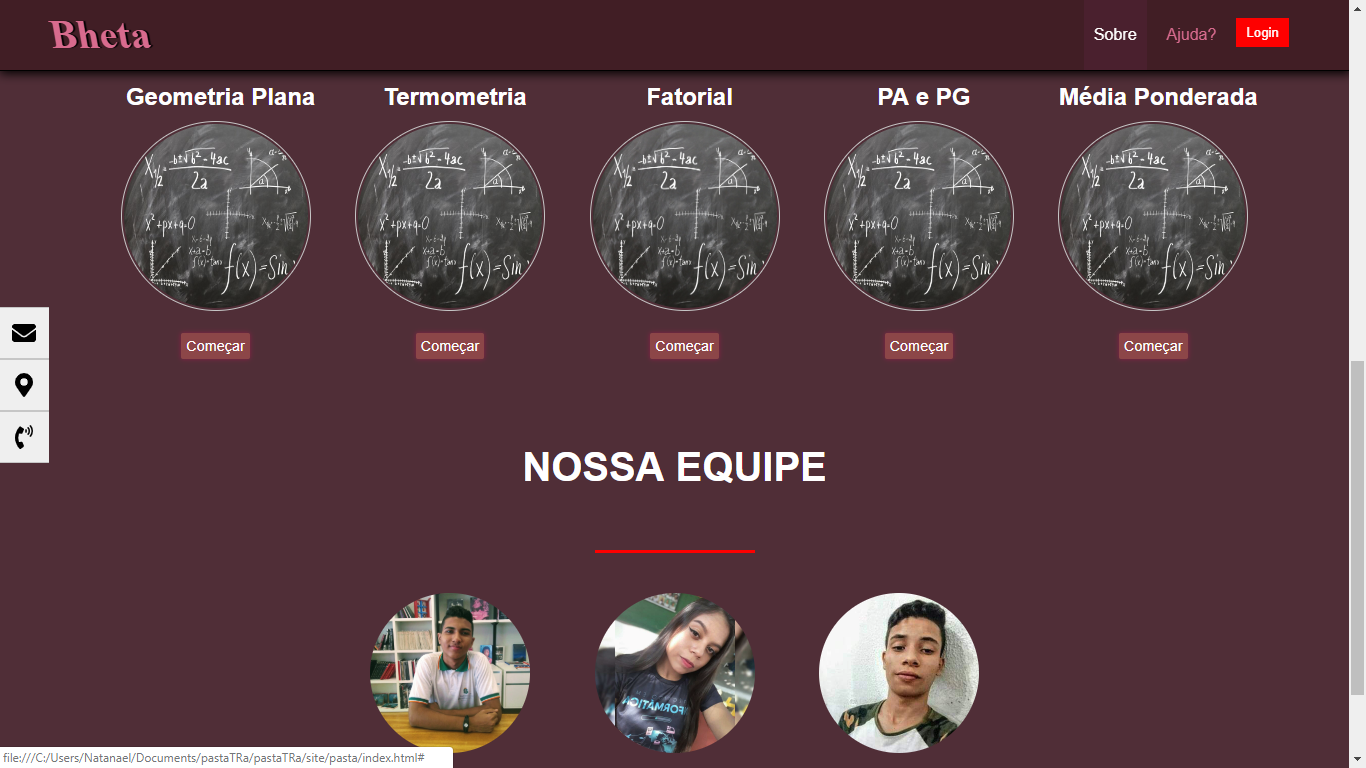 Bheta
Sobre Ajuda? Login
Geometria Plana Termometria Fatorial PA e PG Média Ponderada
Começar Começar Começar Começar Começar
NOSSA EQUIPE
file:///C:/Users/Natanael/Documents/pastaTRa/pastaTRa/site/pasta/index.html#